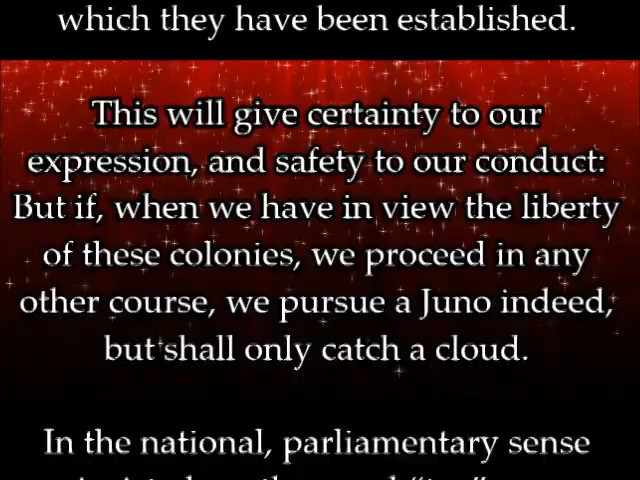 which they have been established.
This will give certainty to our
expression, and safety to our conduct:
But if, when we have in view the liberty
of these colonies, we proceed in any
other course, we pursue a Juno indeed,
but shall only catch a cloud.
In the national, parliamentary sense